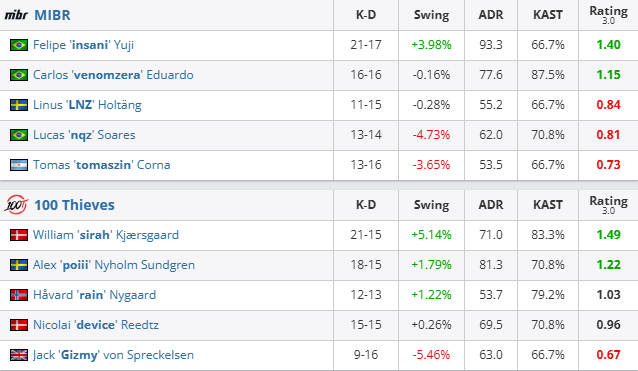 mibr MIBR K-D Swing ADR KAST Rating 3.0
Felipe 'insani' Yuji 21-17 +3.98% 93.3 66.7% 1.40
Carlos 'venomzera' Eduardo 16-16 -0.16% 77.6 87.5% 1.15
Linus 'LNZ' Holtäng 11-15 -0.28% 55.2 66.7% 0.84
Lucas 'nqz' Soares 13-14 -4.73% 62.0 70.8% 0.81
Tomas 'tomaszin' Corna 13-16 -3.65% 53.5 66.7% 0.73
100T 100 Thieves K-D Swing ADR KAST Rating 3.0
William 'sirah' Kjærsgaard 21-15 +5.14% 71.0 83.3% 1.49
Alex 'poiii' Nyholm Sundgren 18-15 +1.79% 81.3 70.8% 1.22
Håvard 'rain' Nygaard 12-13 +1.22% 53.7 79.2% 1.03
Nicolai 'device' Reedtz 15-15 +0.26% 69.5 70.8% 0.96
Jack 'Gizmy' von Spreckelsen 9-16 -5.46% 63.0 66.7% 0.67